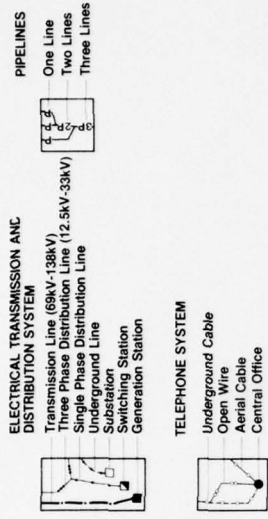 ELECTRICAL TRANSMISSION AND
DISTRIBUTION SYSTEM
Transmission Line (69kV-138kV)
Three Phase Distribution Line (12.5kV-33kV)
Single Phase Distribution Line
Underground Line
Substation
Switching Station
Generation Station
PIPELINES
P
P
P
P
2
P
3P
One Line
Two Lines
Three Lines
TELEPHONE SYSTEM
Underground Cable
Open Wire
Aerial Cable
Central Office